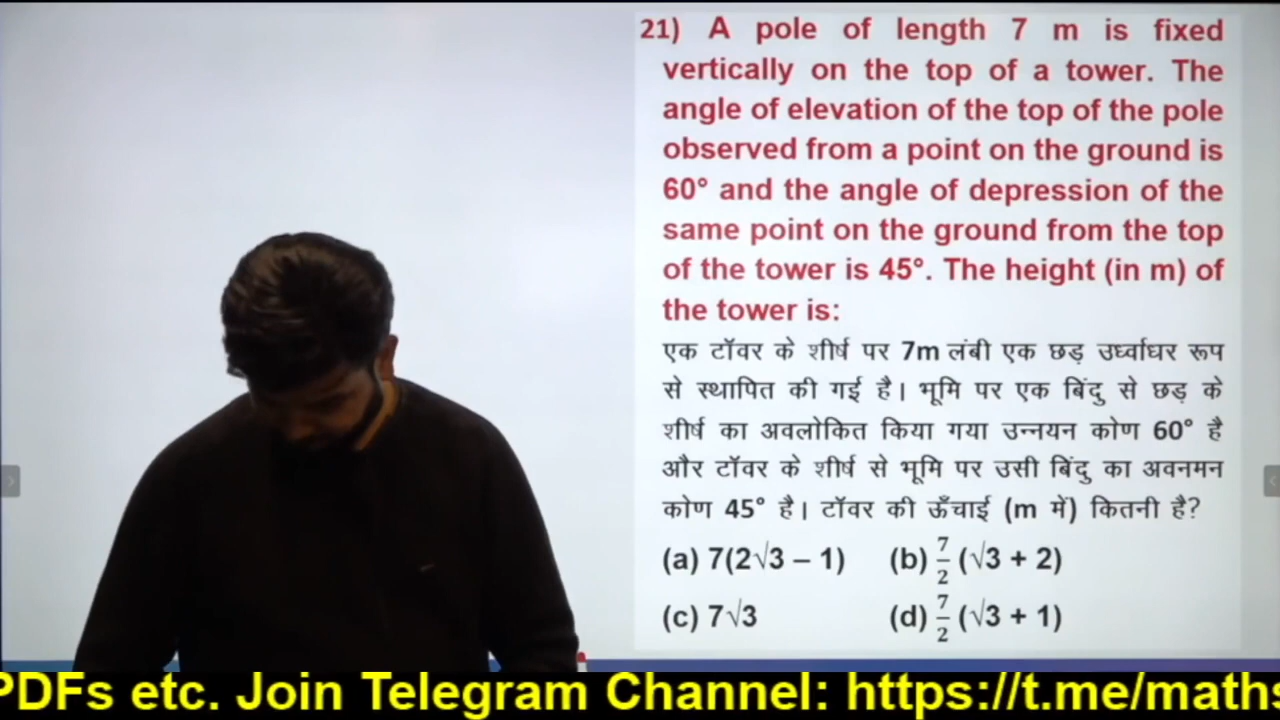 21) A pole of length 7 m is fixed
vertically on the top of a tower. The
angle of elevation of the top of the pole
observed from a point on the ground is
60° and the angle of depression of the
same point on the ground from the top
of the tower is 45°. The height (in m) of
the tower is:
एक टॉवर के शीर्ष पर 7m लंबी एक छड़ उर्ध्वाधर रूप
से स्थापित की गई है। भूमि पर एक बिंदु से छड़ के
शीर्ष का अवलोकित किया गया उन्नयन कोण 60° है
और टॉवर के शीर्ष से भूमि पर उसी बिंदु का अवनमन
कोण 45° है। टॉवर की ऊँचाई (m में) कितनी है?
(a) 7(2√3 – 1) (b) 7/2 (√3 + 2)
(c) 7√3 (d) 7/2 (√3 + 1)
PDFs etc. Join Telegram Channel: https://t.me/maths